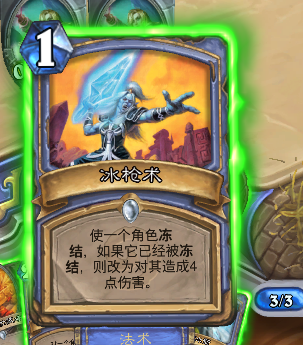 1
冰枪术
使一个角色冻
结，如果它已经被冻
结，则改为对其造成4
点伤害。
法术
3/3